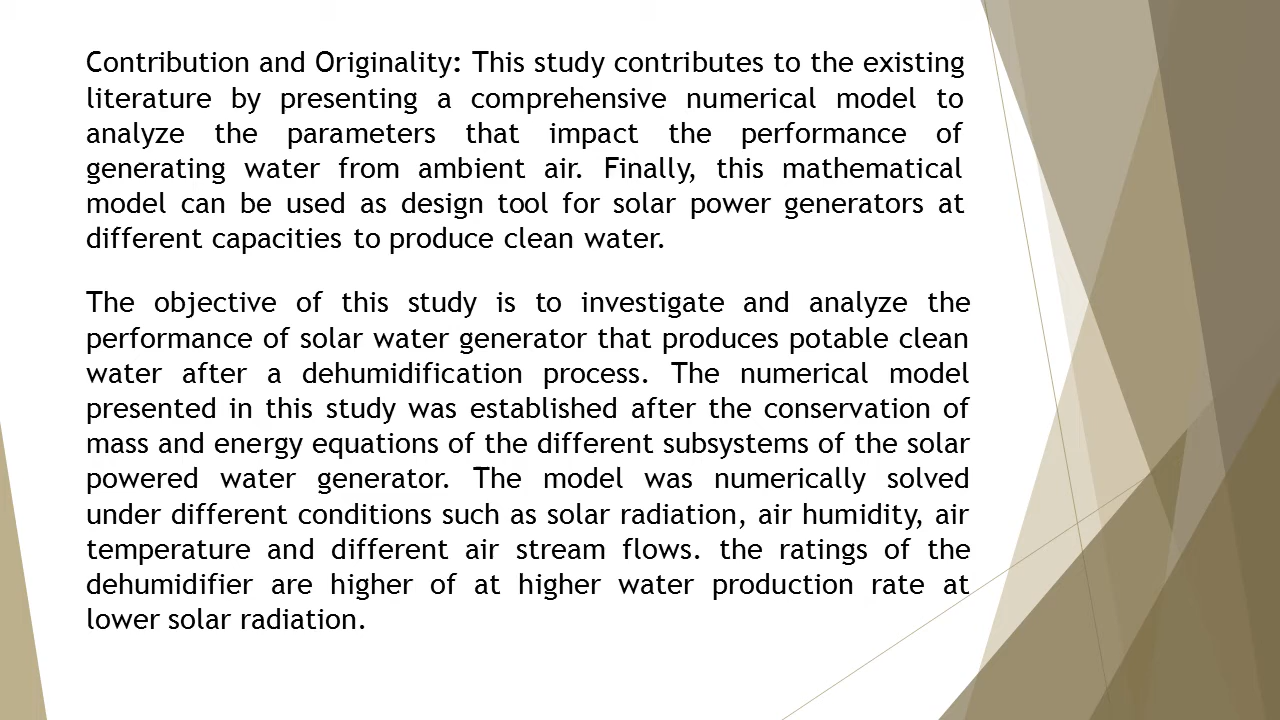 Contribution and Originality: This study contributes to the existing
literature by presenting a comprehensive numerical model to
analyze the parameters that impact the performance of
generating water from ambient air. Finally, this mathematical
model can be used as design tool for solar power generators at
different capacities to produce clean water.
The objective of this study is to investigate and analyze the
performance of solar water generator that produces potable clean
water after a dehumidification process. The numerical model
presented in this study was established after the conservation of
mass and energy equations of the different subsystems of the solar
powered water generator. The model was numerically solved
under different conditions such as solar radiation, air humidity, air
temperature and different air stream flows. the ratings of the
dehumidifier are higher of at higher water production rate at
lower solar radiation.